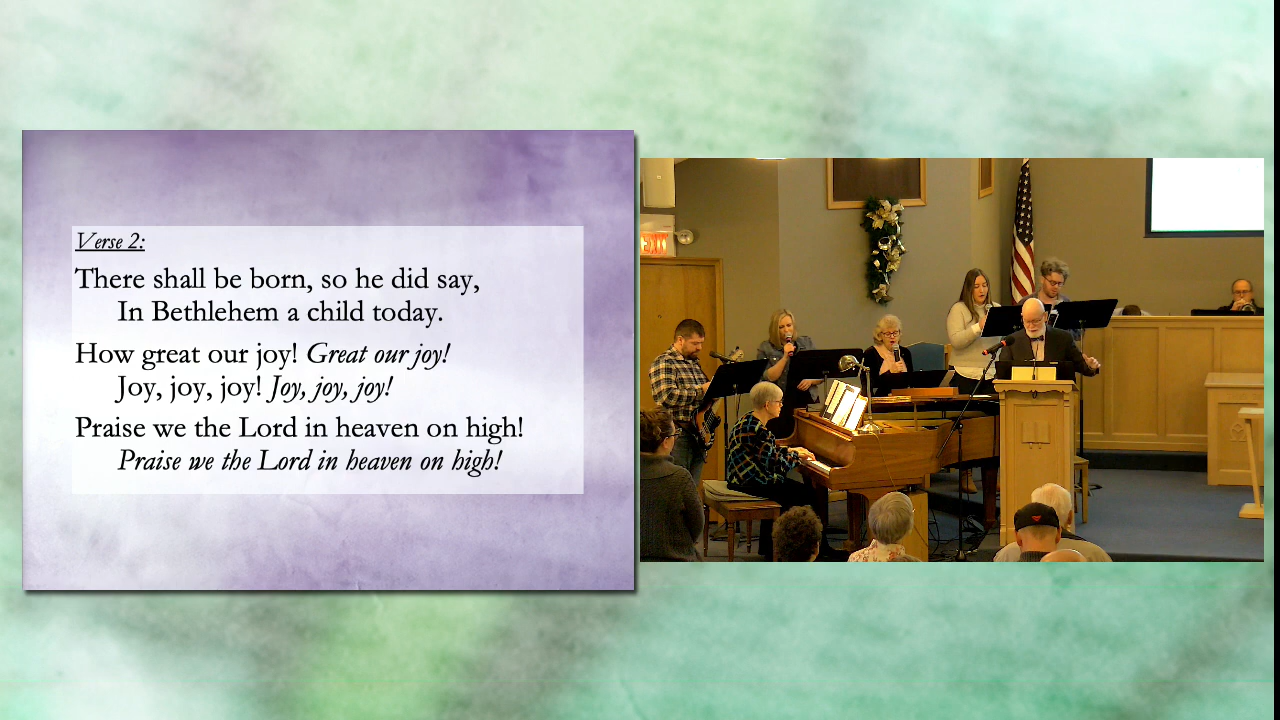 Verse 2:
There shall be born, so he did say,
In Bethlehem a child today.
How great our joy! Great our joy!
Joy, joy, joy! Joy, joy, joy!
Praise we the Lord in heaven on high!
Praise we the Lord in heaven on high!
EXIT